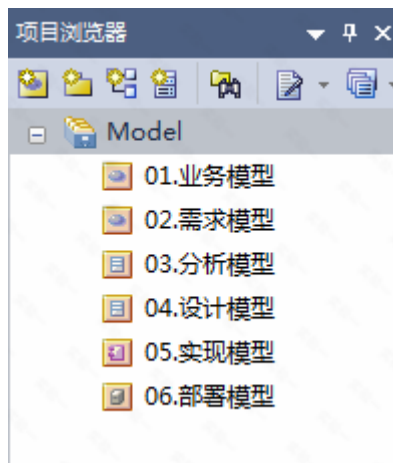 项目浏览器
Model
01.业务模型
02.需求模型
03.分析模型
04.设计模型
05.实现模型
06.部署模型